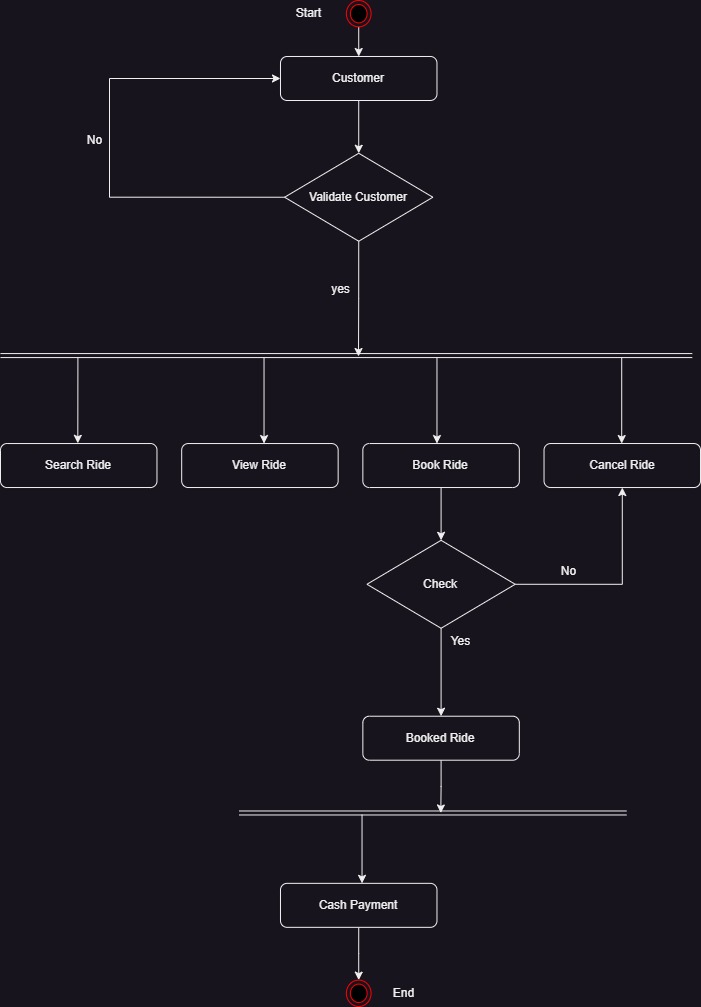 Start
Customer
No
Validate Customer
yes
Search Ride
View Ride
Book Ride
Cancel Ride
Check
No
Yes
Booked Ride
Cash Payment
End